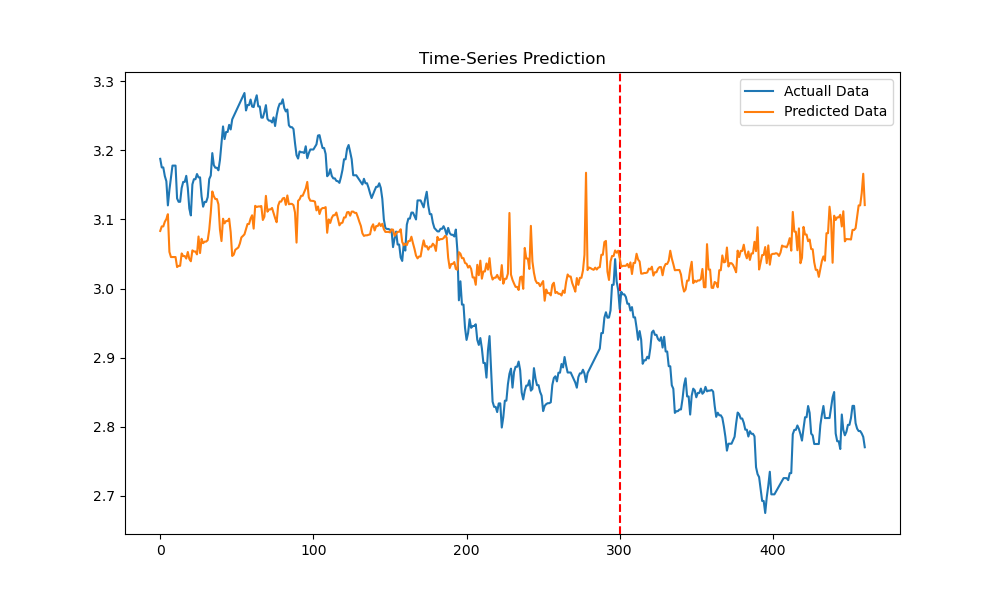 Time-Series Prediction
Actuall Data
Predicted Data
3.3
3.2
3.1
3.0
2.9
2.8
2.7
0 100 200 300 400